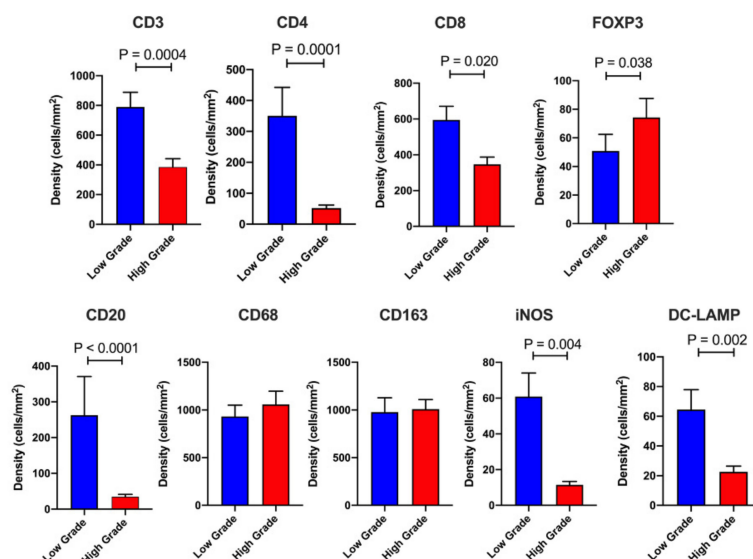 CD3
P = 0.0004
Density (cells/mm²)
1000
800
600
400
200
0
Low Grade
High Grade
CD4
P = 0.0001
Density (cells/mm²)
500
400
300
200
100
0
Low Grade
High Grade
CD8
P = 0.020
Density (cells/mm²)
800
600
400
200
0
Low Grade
High Grade
FOXP3
P = 0.038
Density (cells/mm²)
100
80
60
40
20
0
Low Grade
High Grade
CD20
P < 0.0001
Density (cells/mm²)
400
300
200
100
0
Low Grade
High Grade
CD68
Density (cells/mm²)
1500
1000
500
0
Low Grade
High Grade
CD163
Density (cells/mm²)
1500
1000
500
0
Low Grade
High Grade
iNOS
P = 0.004
Density (cells/mm²)
80
60
40
20
0
Low Grade
High Grade
DC-LAMP
P = 0.002
Density (cells/mm²)
100
80
60
40
20
0
Low Grade
High Grade